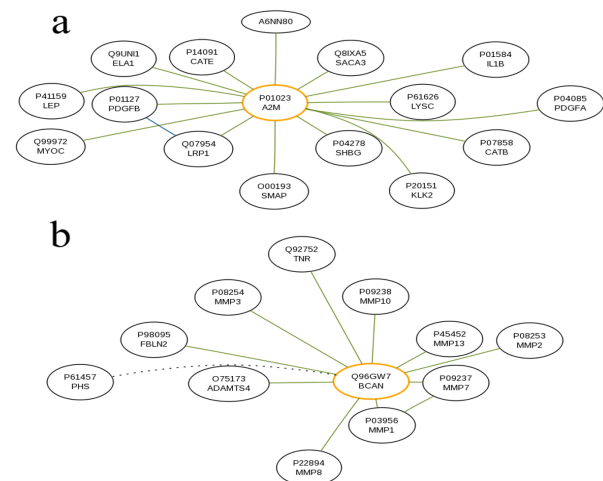 a
A6NN80
Q9UNI1
ELA1
P14091
CATE
Q8IXA5
SACA3
P01584
IL1B
P41159
LEP
P01127
PDGFB
P01023
A2M
P61626
LYSC
P04085
PDGFA
Q99972
MYOC
Q07954
LRP1
P04278
SHBG
P07858
CATB
O00193
SMAP
P20151
KLK2
b
Q92752
TNR
P08254
MMP3
P09238
MMP10
P98095
FBLN2
P45452
MMP13
P08253
MMP2
P61457
PHS
O75173
ADAMTS4
Q96GW7
BCAN
P09237
MMP7
P03956
MMP1
P22894
MMP8